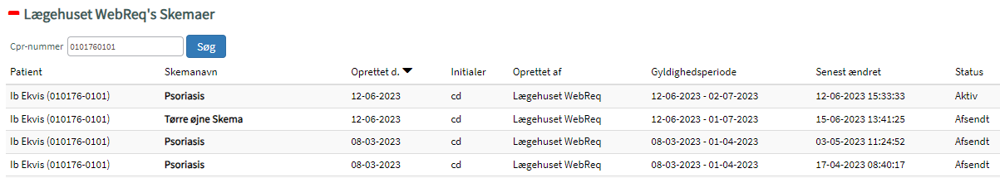 Lægehuset WebReq's Skemaer
Cpr-nummer 0101760101 Søg
Patient Skemanavn Oprettet d. Initialer Oprettet af Gyldighedsperiode Senest ændret Status
Ib Ekvis (010176-0101) Psoriasis 12-06-2023 cd Lægehuset WebReq 12-06-2023 - 02-07-2023 12-06-2023 15:33:33 Aktiv
Ib Ekvis (010176-0101) Tørre øjne Skema 12-06-2023 cd Lægehuset WebReq 12-06-2023 - 01-07-2023 15-06-2023 13:41:25 Afsendt
Ib Ekvis (010176-0101) Psoriasis 08-03-2023 cd Lægehuset WebReq 08-03-2023 - 01-04-2023 03-05-2023 11:24:52 Afsendt
Ib Ekvis (010176-0101) Psoriasis 08-03-2023 cd Lægehuset WebReq 08-03-2023 - 01-04-2023 17-04-2023 08:40:17 Afsendt